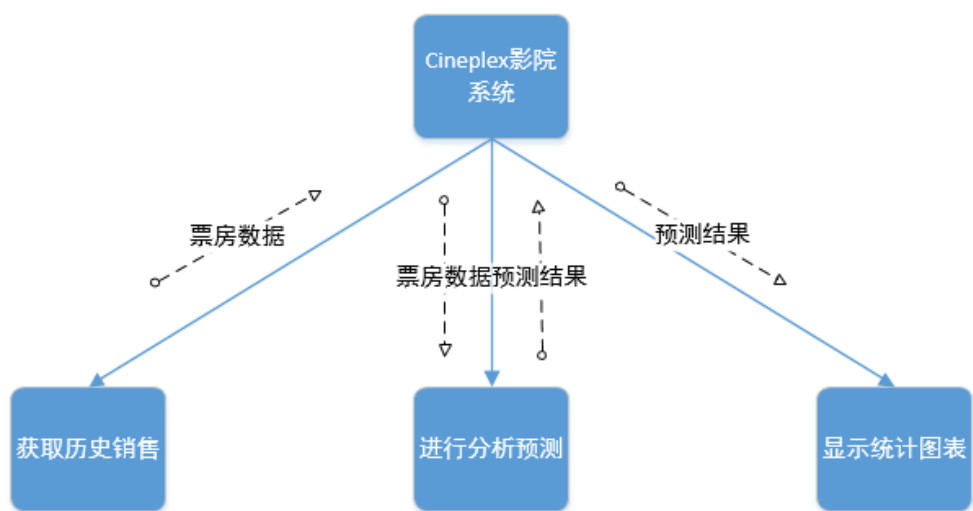 Cineplex影院
系统
票房数据
预测结果
票房数据预测结果
获取历史销售
进行分析预测
显示统计图表